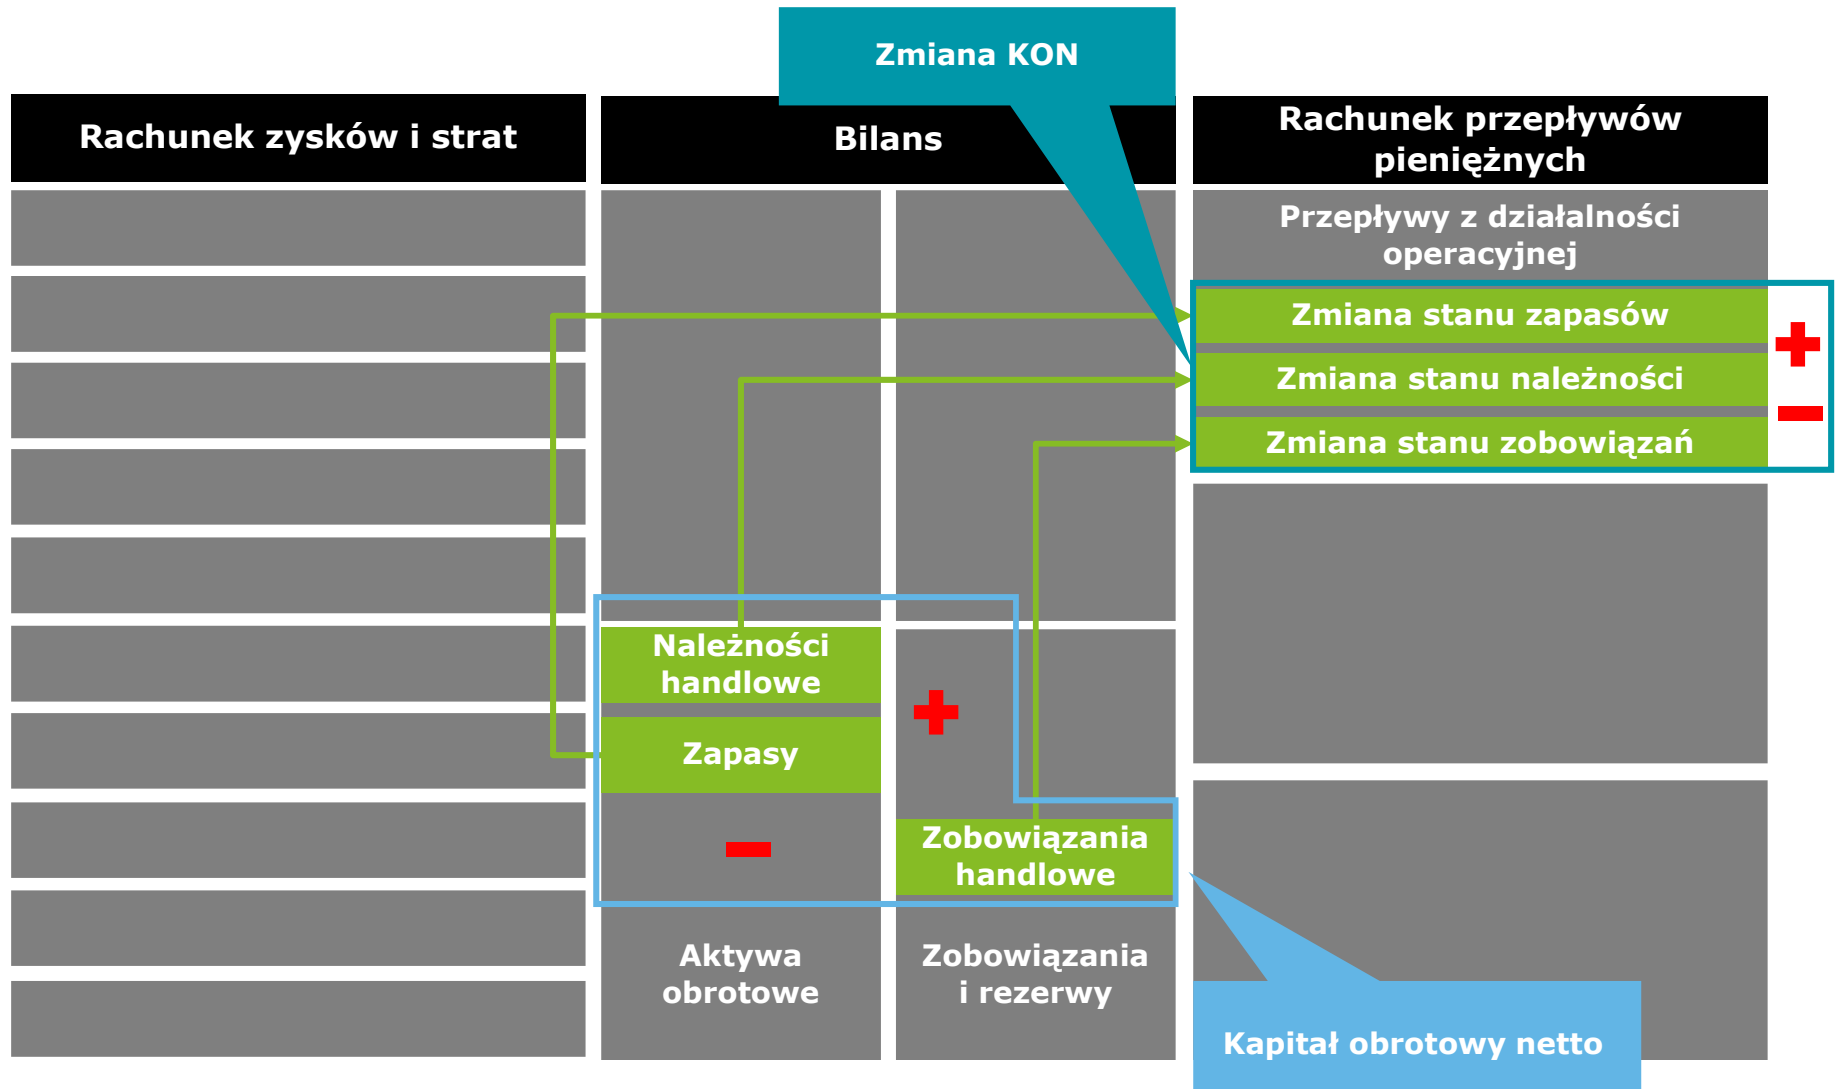 Zmiana KON
Rachunek zysków i strat
Bilans
Rachunek przepływów
pieniężnych
Przepływy z działalności
operacyjnej
Zmiana stanu zapasów
Zmiana stanu należności
Zmiana stanu zobowiązań
Należności
handlowe
Zapasy
Zobowiązania
handlowe
Aktywa
obrotowe
Zobowiązania
i rezerwy
Kapitał obrotowy netto